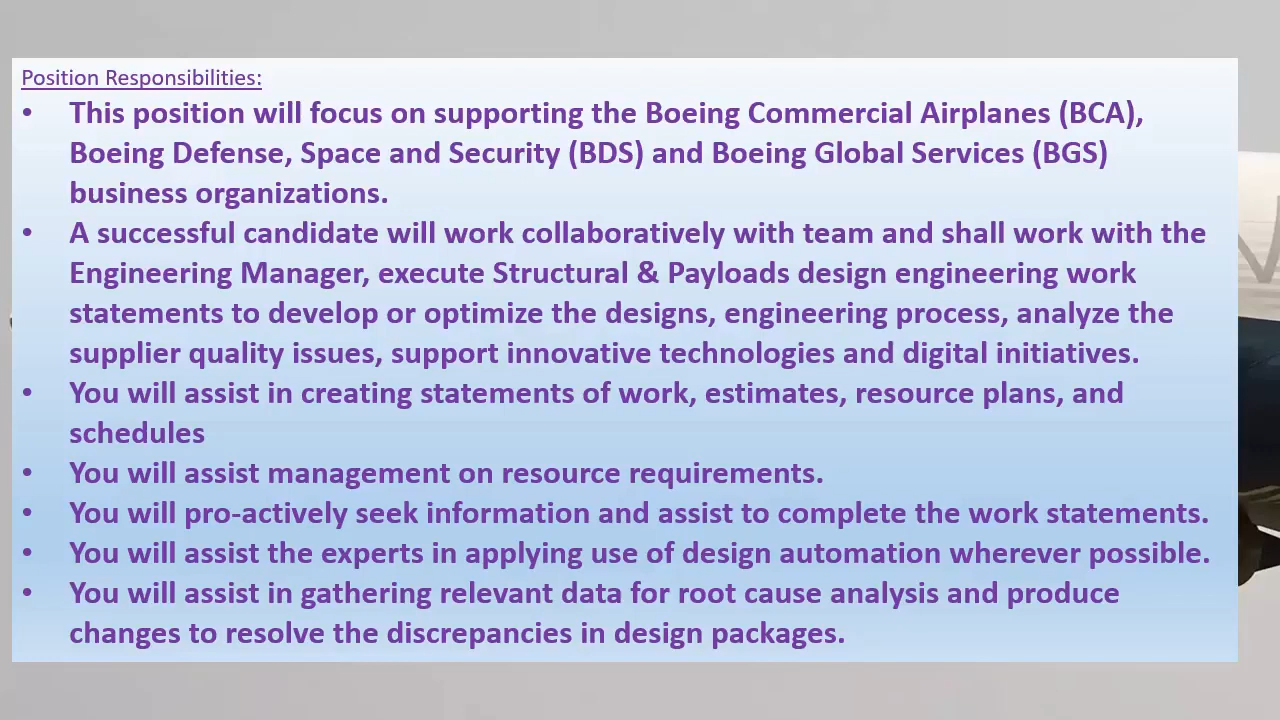 Position Responsibilities:
• This position will focus on supporting the Boeing Commercial Airplanes (BCA),
Boeing Defense, Space and Security (BDS) and Boeing Global Services (BGS)
business organizations.
• A successful candidate will work collaboratively with team and shall work with the
Engineering Manager, execute Structural & Payloads design engineering work
statements to develop or optimize the designs, engineering process, analyze the
supplier quality issues, support innovative technologies and digital initiatives.
• You will assist in creating statements of work, estimates, resource plans, and
schedules
• You will assist management on resource requirements.
• You will pro-actively seek information and assist to complete the work statements.
• You will assist the experts in applying use of design automation wherever possible.
• You will assist in gathering relevant data for root cause analysis and produce
changes to resolve the discrepancies in design packages.